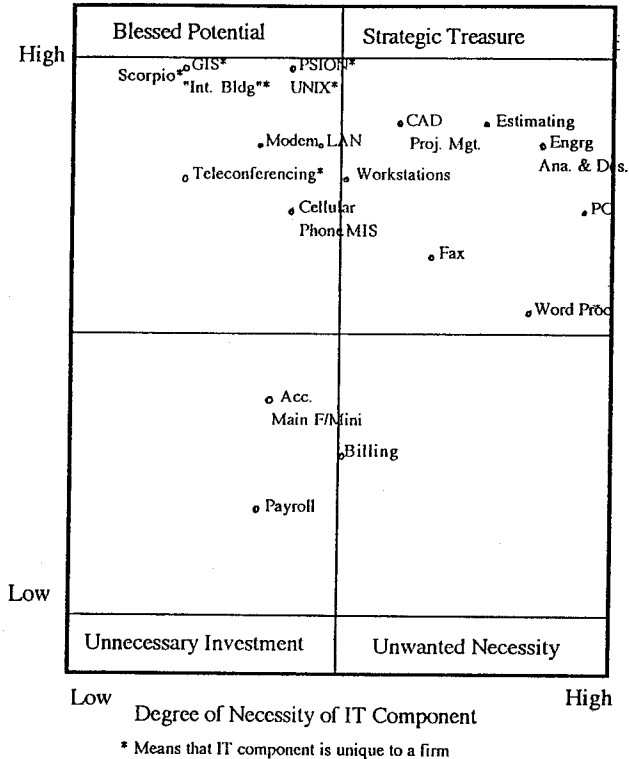 Blessed Potential
Strategic Treasure
High
Scorpio* GIS* PSION*
"Int. Bldg"* UNIX*
CAD Estimating
Proj. Mgt. Engrg
Ana. & Des.
Modem LAN
Teleconferencing* Workstations
Cellular PC
Phone MIS
Fax
Word Proc
Acc.
Main F/Mini
Billing
Payroll
Low
Unnecessary Investment
Unwanted Necessity
Low High
Degree of Necessity of IT Component
* Means that IT component is unique to a firm